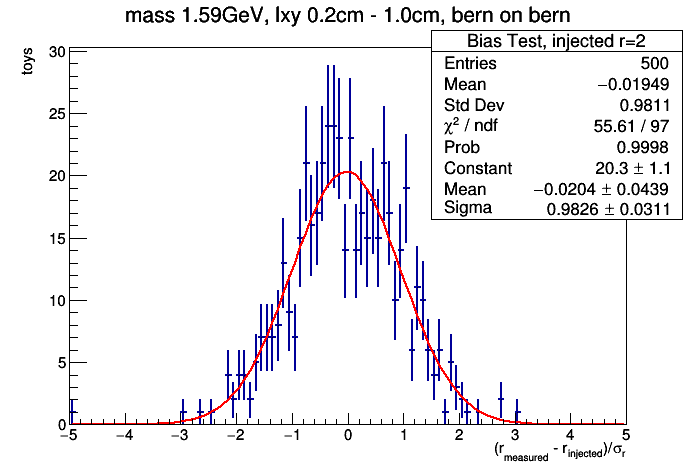 mass 1.59GeV, lxy 0.2cm - 1.0cm, bern on bern
Bias Test, injected r=2
Entries 500
Mean −0.01949
Std Dev 0.9811
χ² / ndf 55.61 / 97
Prob 0.9998
Constant 20.3 ± 1.1
Mean −0.0204 ± 0.0439
Sigma 0.9826 ± 0.0311
toys
30
25
20
15
10
5
0
−5 −4 −3 −2 −1 0 1 2 3 4 5
(r_measured - r_injected)/σ_r